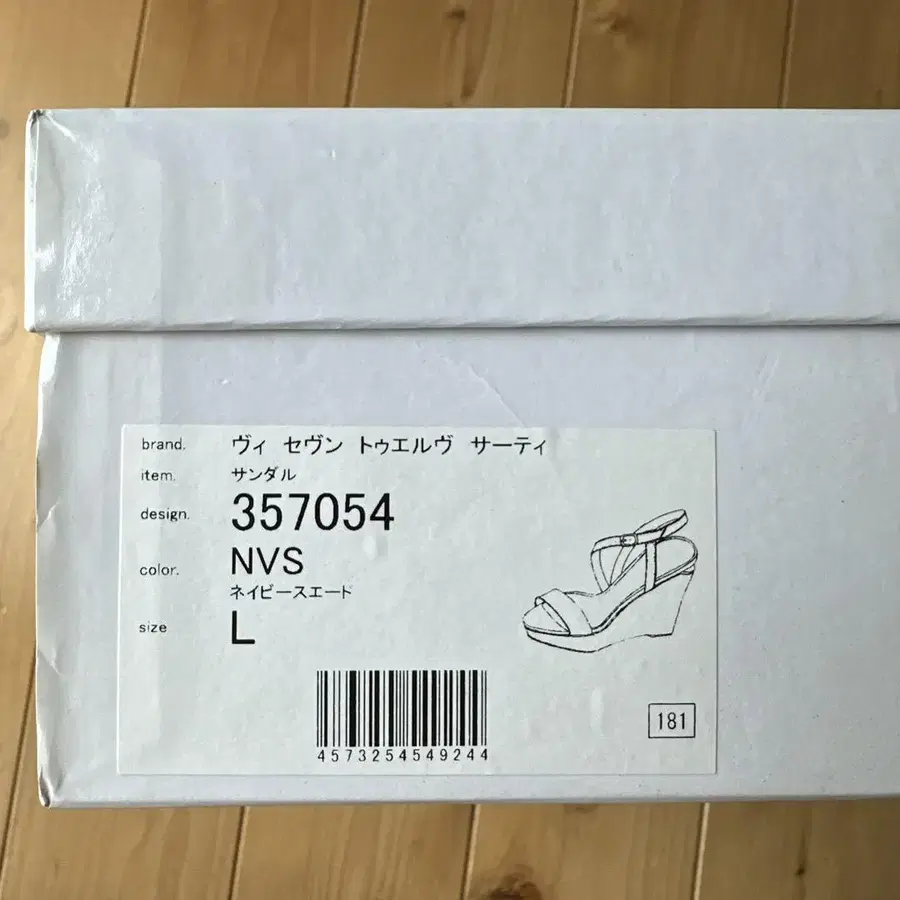 brand. ヴィ セヴン トゥエルヴ サーティ
item. サンダル
design. 357054
color. NVS
ネイビースエード
size L
4573254549244
181